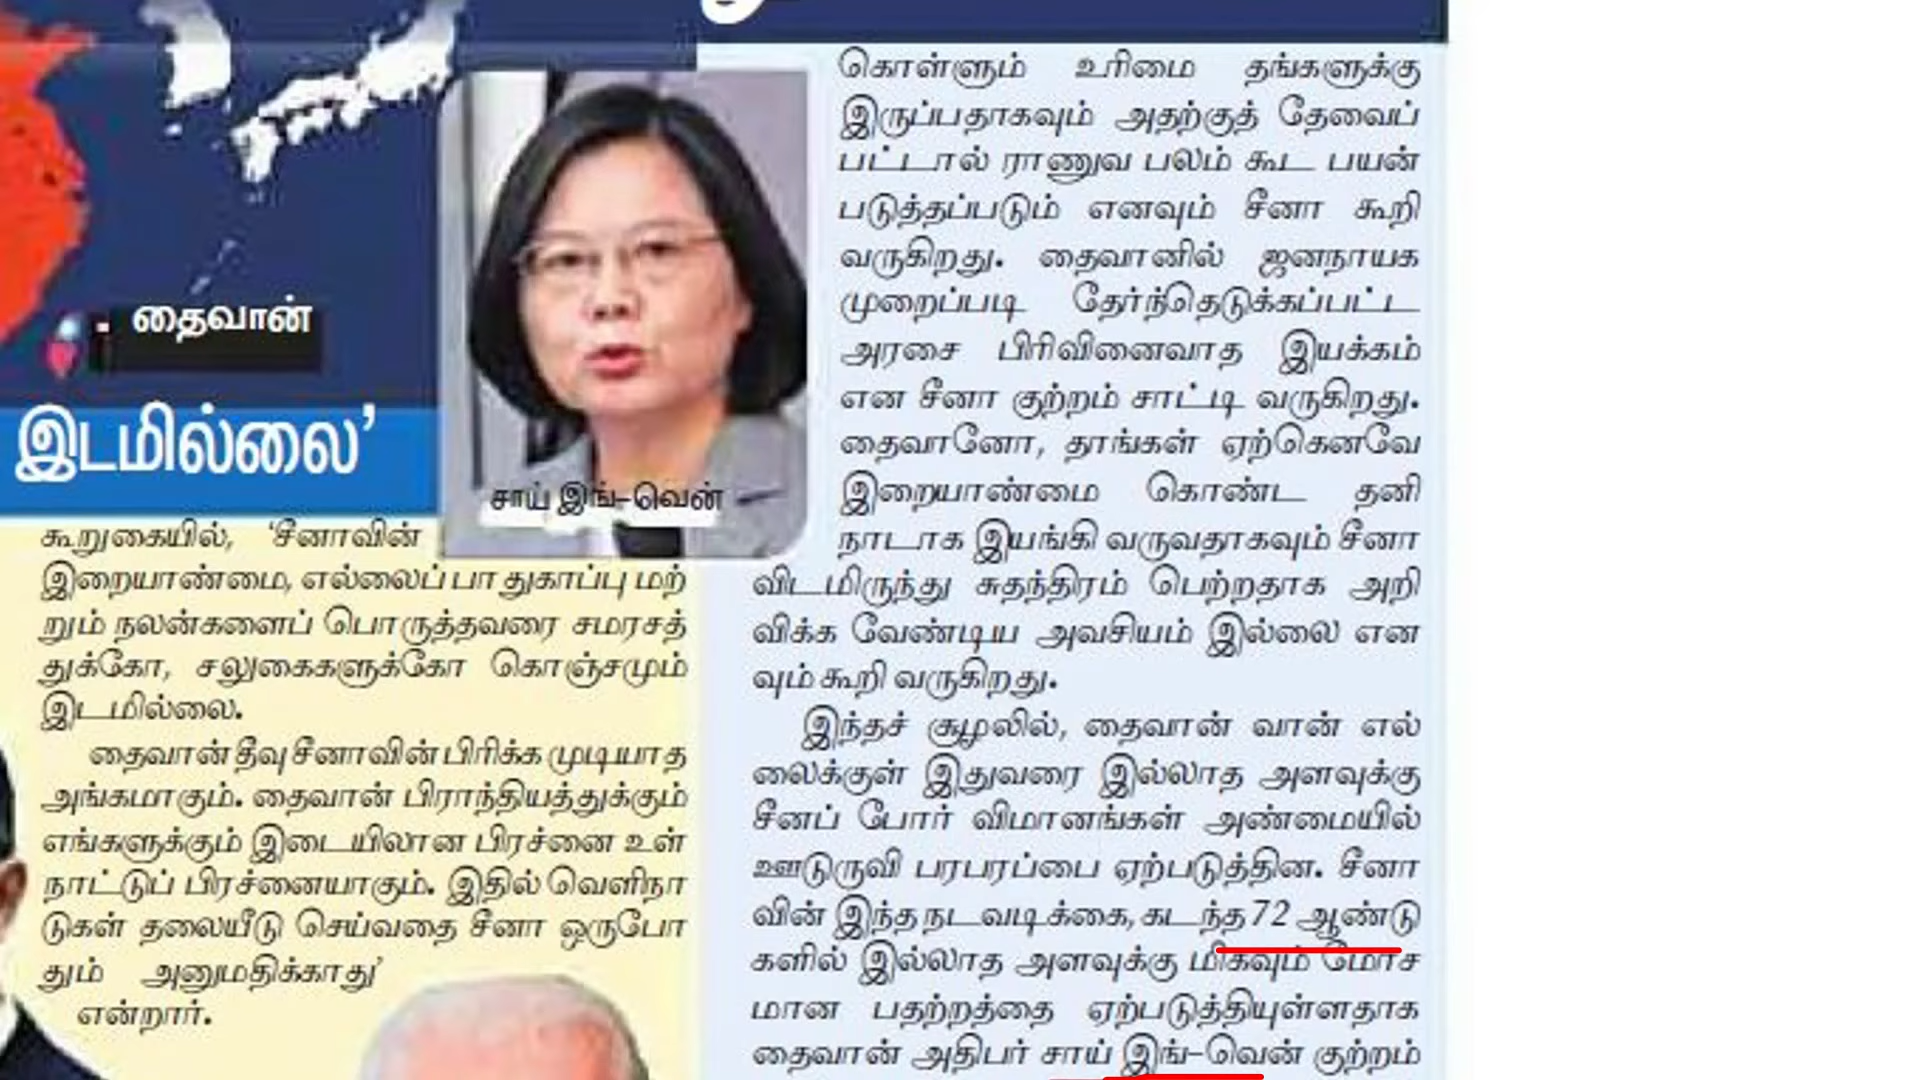 தைவான்
இடமில்லை’
சாய் இங்-வென்
கூறுகையில், ‘சீனாவின்
இறையாண்மை, எல்லைப் பாதுகாப்பு மற்
றும் நலன்களைப் பொருத்தவரை சமரசத்
துக்கோ, சலுகைகளுக்கோ கொஞ்சமும்
இடமில்லை.
தைவான் தீவு சீனாவின் பிரிக்க முடியாத
அங்கமாகும். தைவான் பிராந்தியத்துக்கும்
எங்களுக்கும் இடையிலான பிரச்னை உள்
நாட்டுப் பிரச்னையாகும். இதில் வெளிநா
டுகள் தலையீடு செய்வதை சீனா ஒருபோ
தும் அனுமதிக்காது’
என்றார்.
கொள்ளும் உரிமை தங்களுக்கு
இருப்பதாகவும் அதற்குத் தேவைப்
பட்டால் ராணுவ பலம் கூட பயன்
படுத்தப்படும் எனவும் சீனா கூறி
வருகிறது. தைவானில் ஜனநாயக
முறைப்படி தேர்ந்தெடுக்கப்பட்ட
அரசை பிரிவினைவாத இயக்கம்
என சீனா குற்றம் சாட்டி வருகிறது.
தைவானோ, தாங்கள் ஏற்கெனவே
இறையாண்மை கொண்ட தனி
நாடாக இயங்கி வருவதாகவும் சீனா
விடமிருந்து சுதந்திரம் பெற்றதாக அறி
விக்க வேண்டிய அவசியம் இல்லை என
வும் கூறி வருகிறது.
இந்தச் சூழலில், தைவான் வான் எல்
லைக்குள் இதுவரை இல்லாத அளவுக்கு
சீனப் போர் விமானங்கள் அண்மையில்
ஊடுருவி பரபரப்பை ஏற்படுத்தின. சீனா
வின் இந்த நடவடிக்கை, கடந்த 72 ஆண்டு
களில் இல்லாத அளவுக்கு மிகவும் மோச
மான பதற்றத்தை ஏற்படுத்தியுள்ளதாக
தைவான் அதிபர் சாய் இங்-வென் குற்றம்